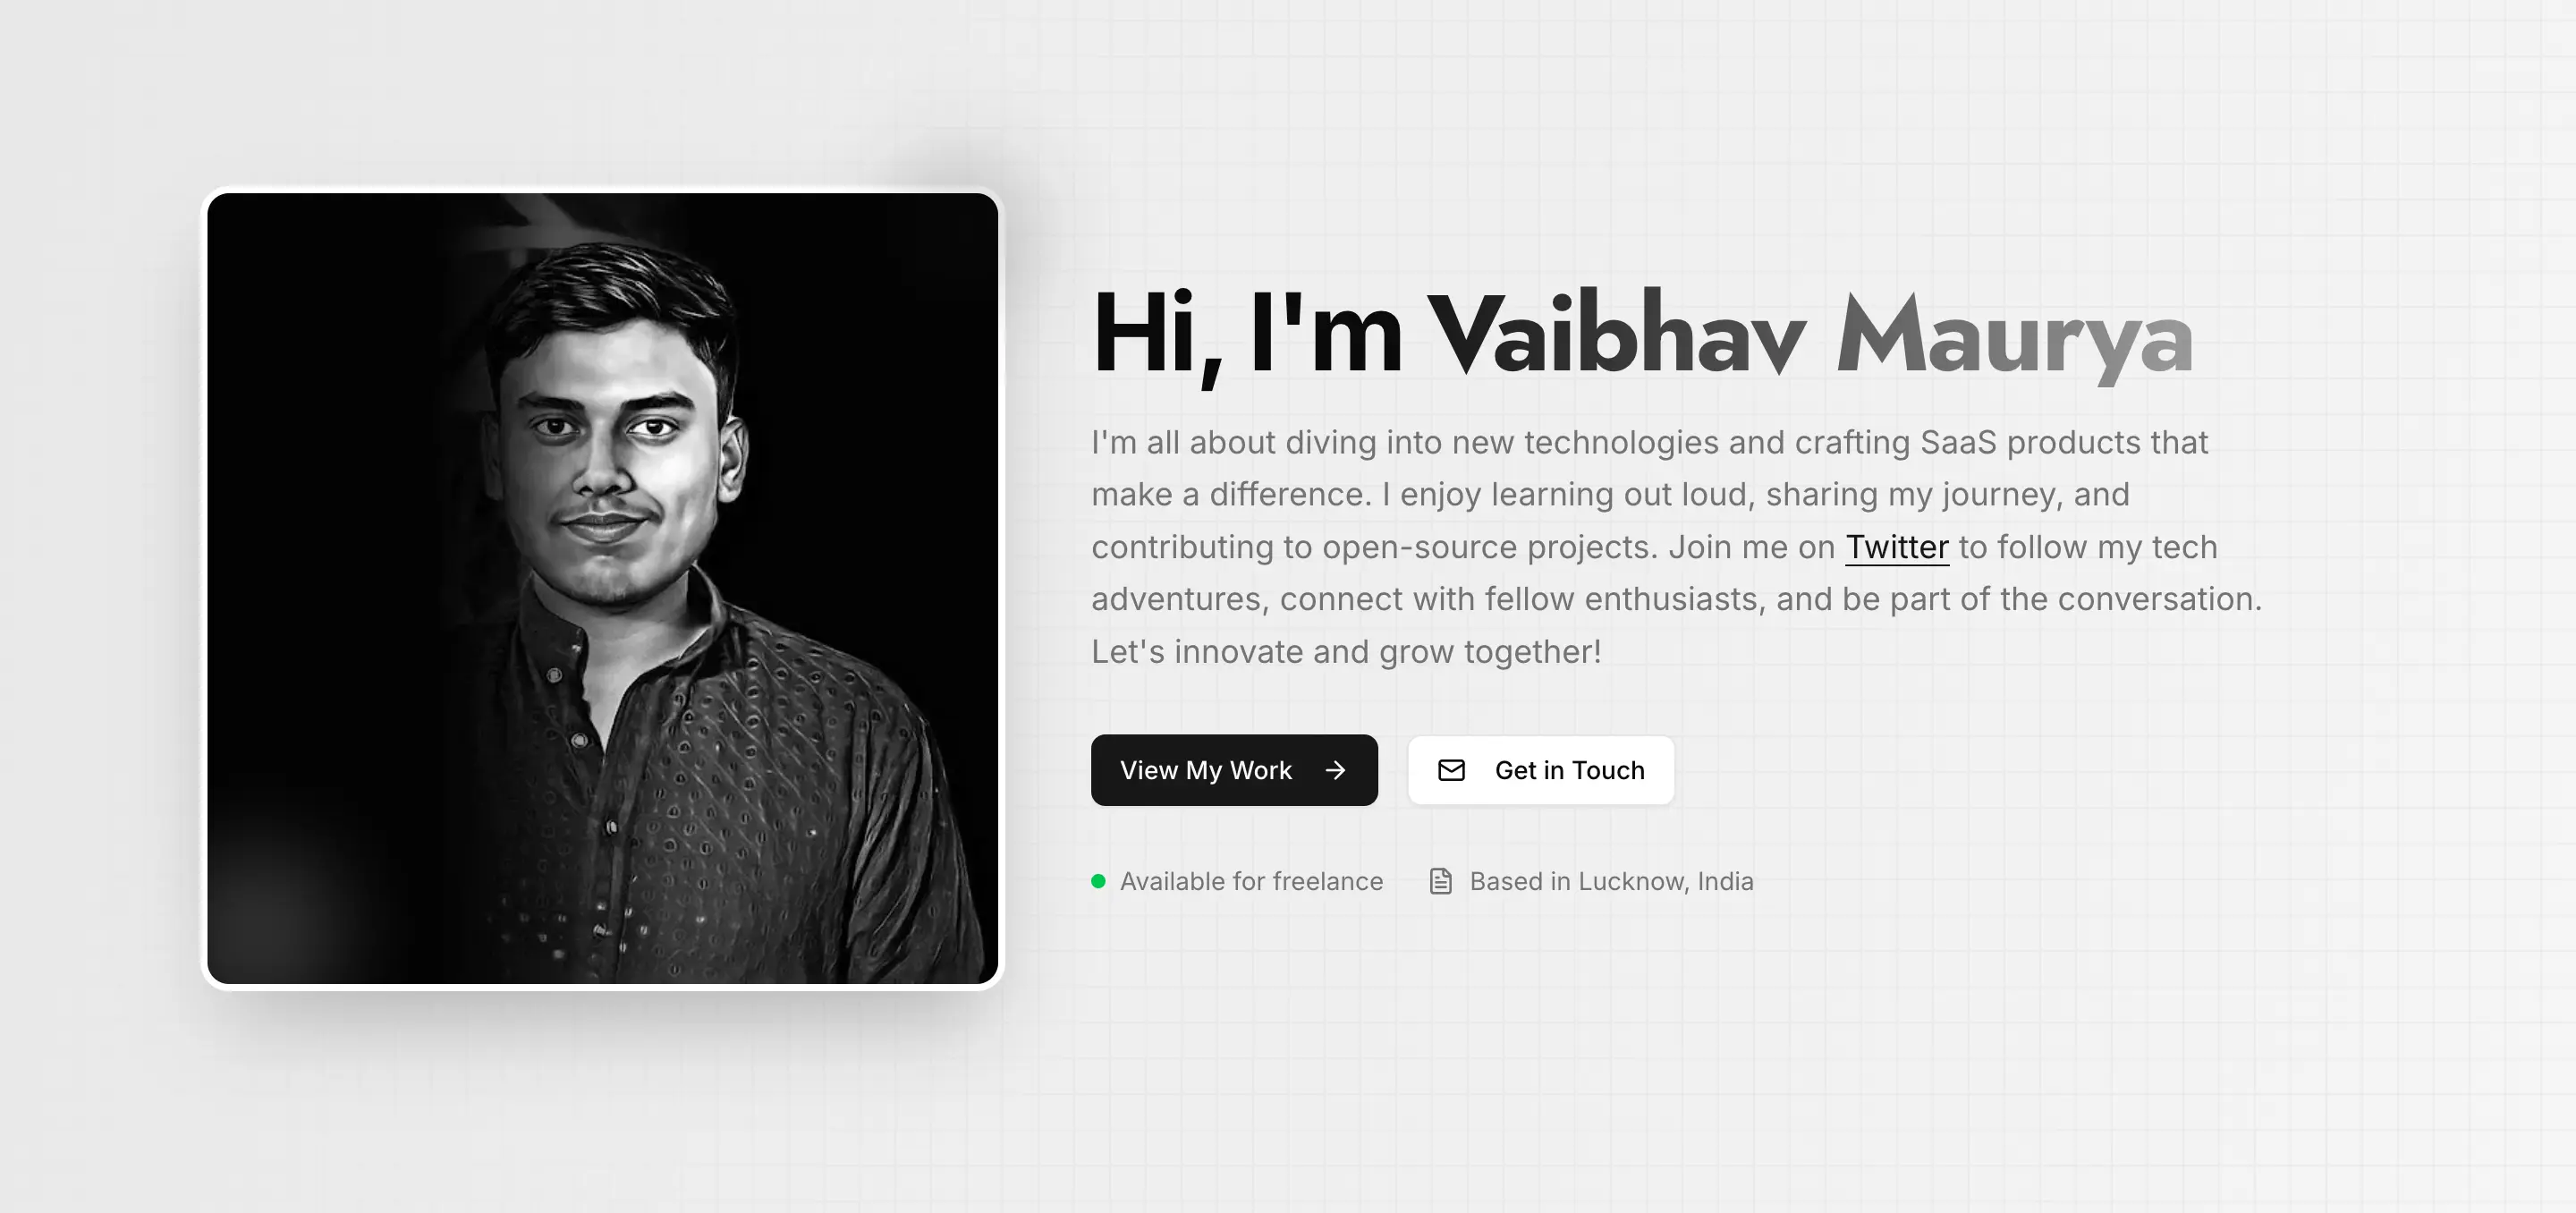 Hi, I'm Vaibhav Maurya
I'm all about diving into new technologies and crafting SaaS products that
make a difference. I enjoy learning out loud, sharing my journey, and
contributing to open-source projects. Join me on Twitter to follow my tech
adventures, connect with fellow enthusiasts, and be part of the conversation.
Let's innovate and grow together!
View My Work
Get in Touch
Available for freelance
Based in Lucknow, India